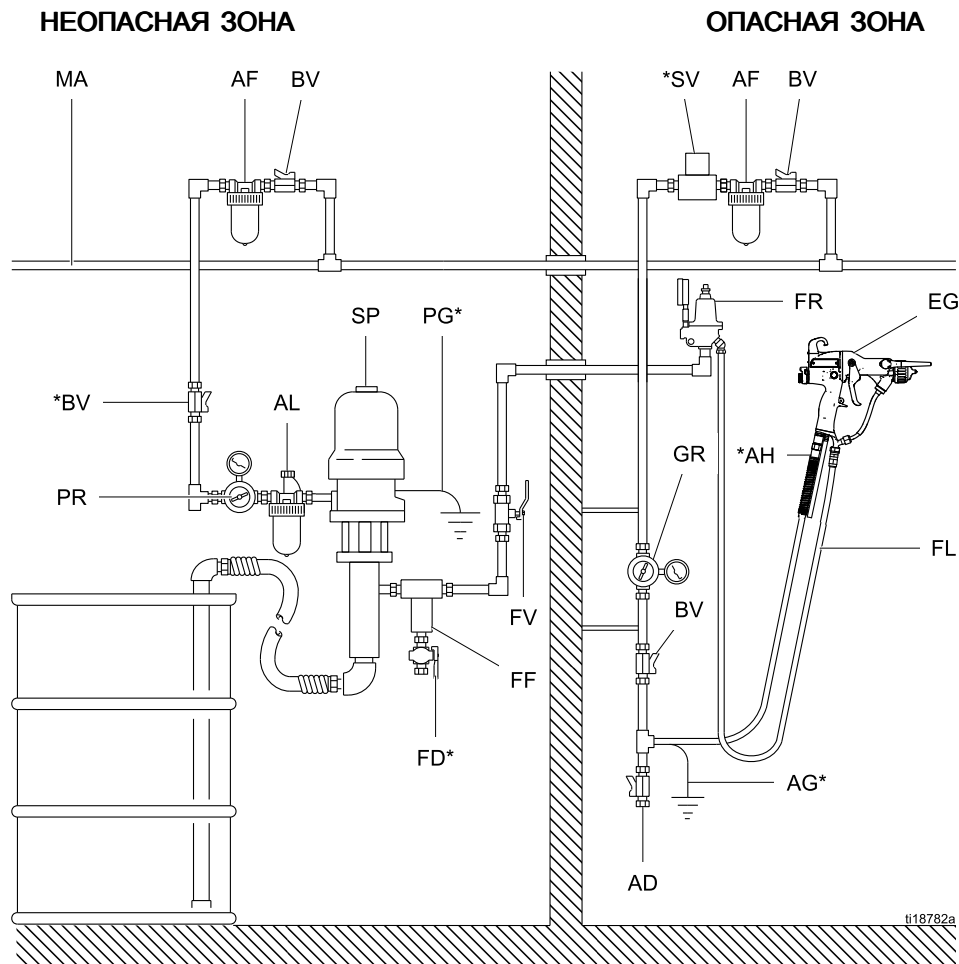 НЕОПАСНАЯ ЗОНА
ОПАСНАЯ ЗОНА
MA
AF
BV
*SV
AF
BV
SP
PG*
FR
EG
*BV
AL
GR
*AH
PR
FL
FV
BV
FF
FD*
AG*
AD
ti18782a